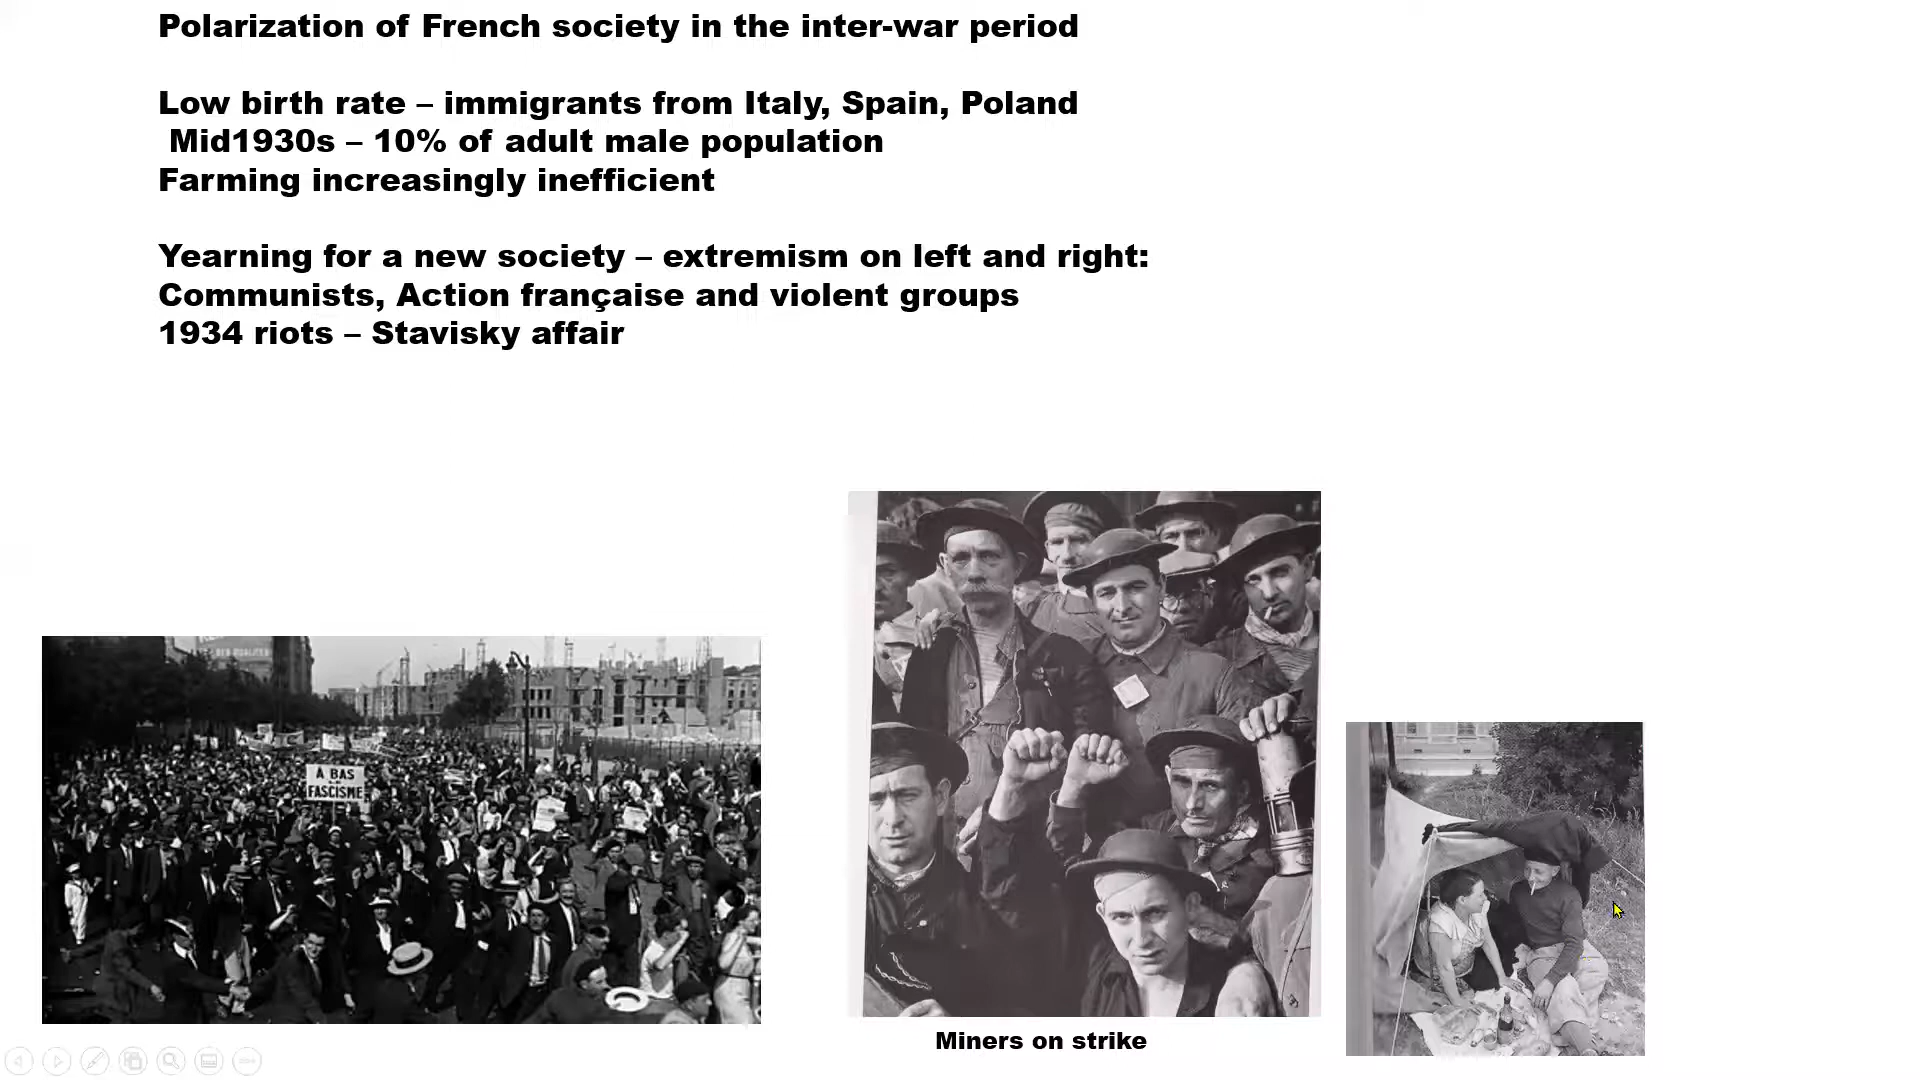 Polarization of French society in the inter-war period
Low birth rate – immigrants from Italy, Spain, Poland
Mid1930s – 10% of adult male population
Farming increasingly inefficient
Yearning for a new society – extremism on left and right:
Communists, Action française and violent groups
1934 riots – Stavisky affair
A BAS
LE
FASCISME
Miners on strike